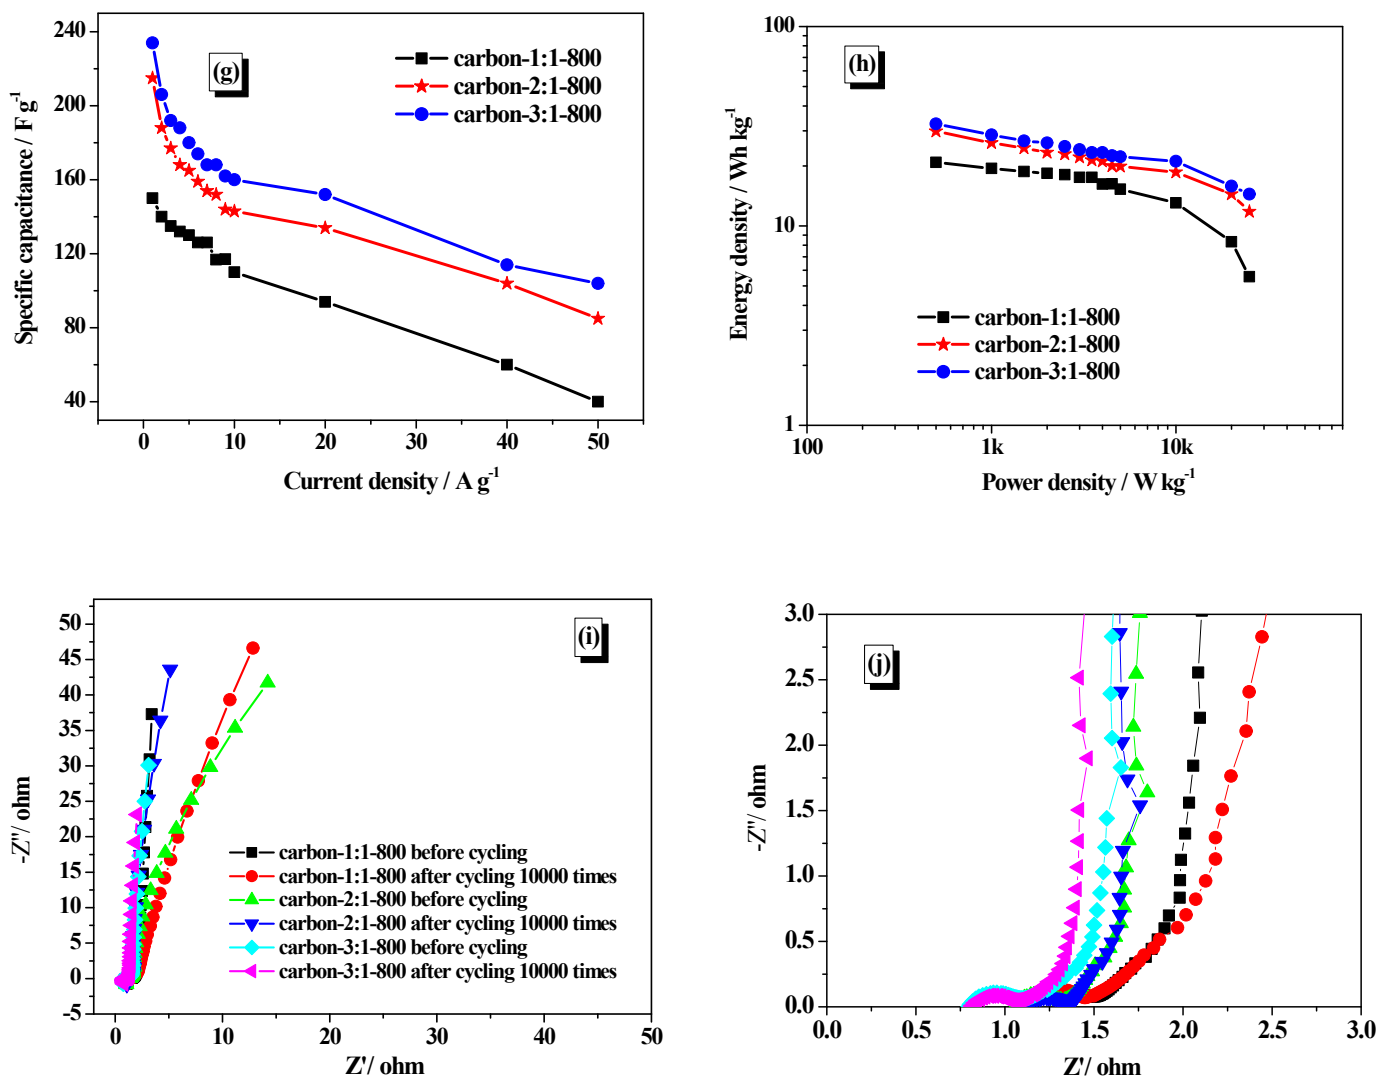 240
200
160
120
80
40
Specific capacitance / F g-1
(g)
carbon-1:1-800
carbon-2:1-800
carbon-3:1-800
0 10 20 30 40 50
Current density / A g-1
100
10
1
Energy density / Wh kg-1
(h)
carbon-1:1-800
carbon-2:1-800
carbon-3:1-800
100 1k 10k
Power density / W kg-1
50
45
40
35
30
25
20
15
10
5
0
-5
-Z''/ ohm
(i)
carbon-1:1-800 before cycling
carbon-1:1-800 after cycling 10000 times
carbon-2:1-800 before cycling
carbon-2:1-800 after cycling 10000 times
carbon-3:1-800 before cycling
carbon-3:1-800 after cycling 10000 times
0 10 20 30 40 50
Z'/ ohm
3.0
2.5
2.0
1.5
1.0
0.5
0.0
-Z''/ ohm
(j)
0.0 0.5 1.0 1.5 2.0 2.5 3.0
Z'/ ohm